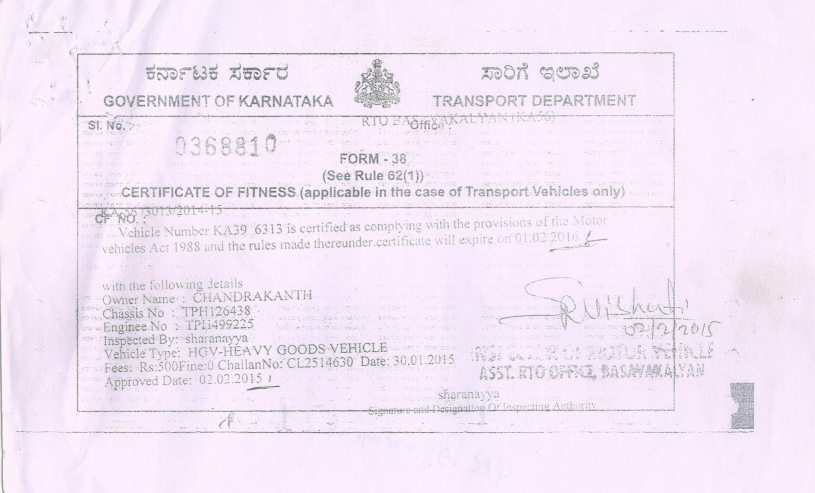 ಕರ್ನಾಟಕ ಸರ್ಕಾರ ಸಾರಿಗೆ ಇಲಾಖೆ
GOVERNMENT OF KARNATAKA TRANSPORT DEPARTMENT
Sl. No. : Office : RTO BASAVAKALYAN (KA56)
0368810
FORM - 38
(See Rule 62(1))
CERTIFICATE OF FITNESS (applicable in the case of Transport Vehicles only)
KA-56 /3013/2014-15
CF NO. :
Vehicle Number KA39 6313 is certified as complying with the provisions of the Motor
vehicles Act 1988 and the rules made thereunder.certificate will expire on 01.02.2016
with the following details
Owner Name : CHANDRAKANTH
Chassis No : TPH126438
Enginee.No : TPH499225
Inspected By: sharanayya
Vehicle Type: HGV-HEAVY GOODS VEHICLE
Fees: Rs:500Fine:0 ChallanNo: CL2514630 Date: 30.01.2015
Approved Date: 02.02.2015
02/2/2015
INSPECTOR OF MOTOR VEHICLE
ASST. RTO OFFICE, BASAVAKALYAN
sharanayya
Signature and Designation Of Inspecting Authority